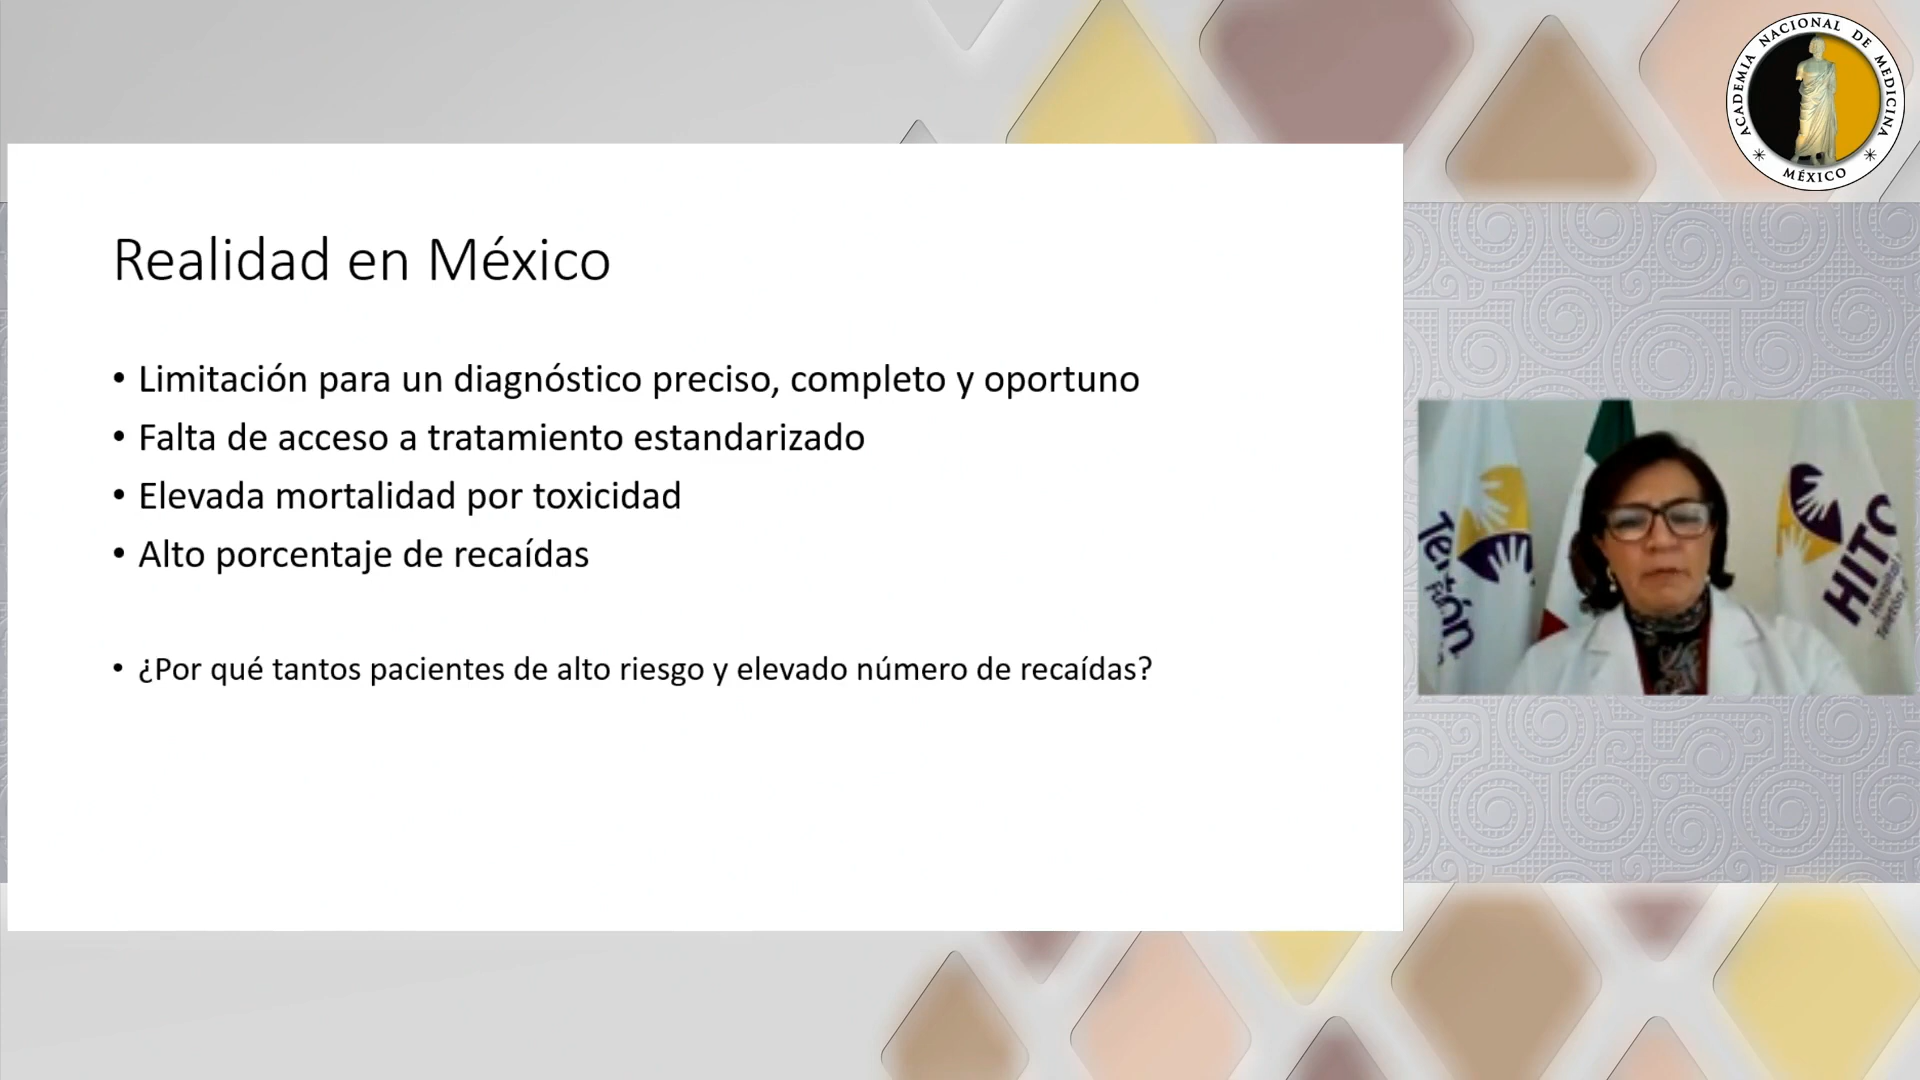 ACADEMIA NACIONAL DE MEDICINA
MÉXICO
Realidad en México
• Limitación para un diagnóstico preciso, completo y oportuno
• Falta de acceso a tratamiento estandarizado
• Elevada mortalidad por toxicidad
• Alto porcentaje de recaídas
• ¿Por qué tantos pacientes de alto riesgo y elevado número de recaídas?
HITO
Hospital
Teletón